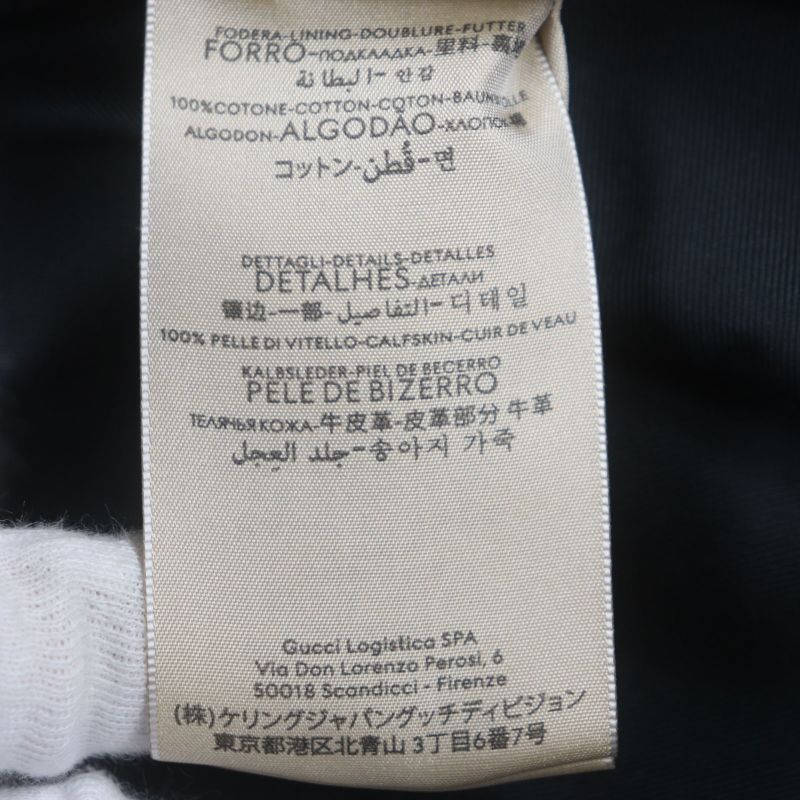 FODERA-LINING-DOUBLURE-FUTTER
FORRO-ПОДКЛАДКА-里料-裏地
البطانة-안감
100%COTONE-COTTON-COTON-BAUMWOLLE
ALGODON-ALGODÃO-ХЛОПОК-棉
コットン-قُطن-면
DETTAGLI-DETAILS-DETALLES
DETALHES-ДЕТАЛИ
镶边-一部-التفاصيل-디테일
100% PELLE DI VITELLO-CALFSKIN-CUIR DE VEAU
KALBSLEDER-PIEL DE BECERRO
PELE DE BIZERRO
ТЕЛЯЧЬЯ КОЖА-牛皮革-皮革部分 牛革
جلد العجل-송아지 가죽
Gucci Logistica SPA
Via Don Lorenzo Perosi, 6
50018 Scandicci - Firenze
(株)ケリングジャパングッチディビジョン
東京都港区北青山 3丁目6番7号